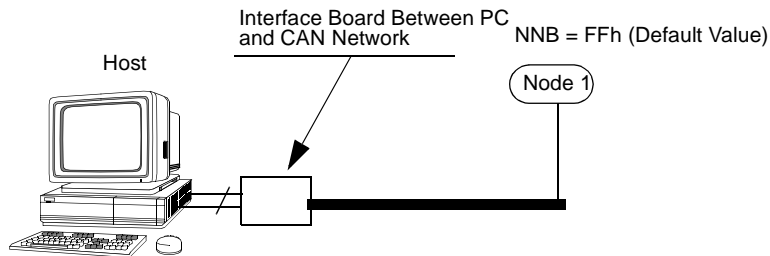 Interface Board Between PC
and CAN Network
NNB = FFh (Default Value)
Host
Node 1